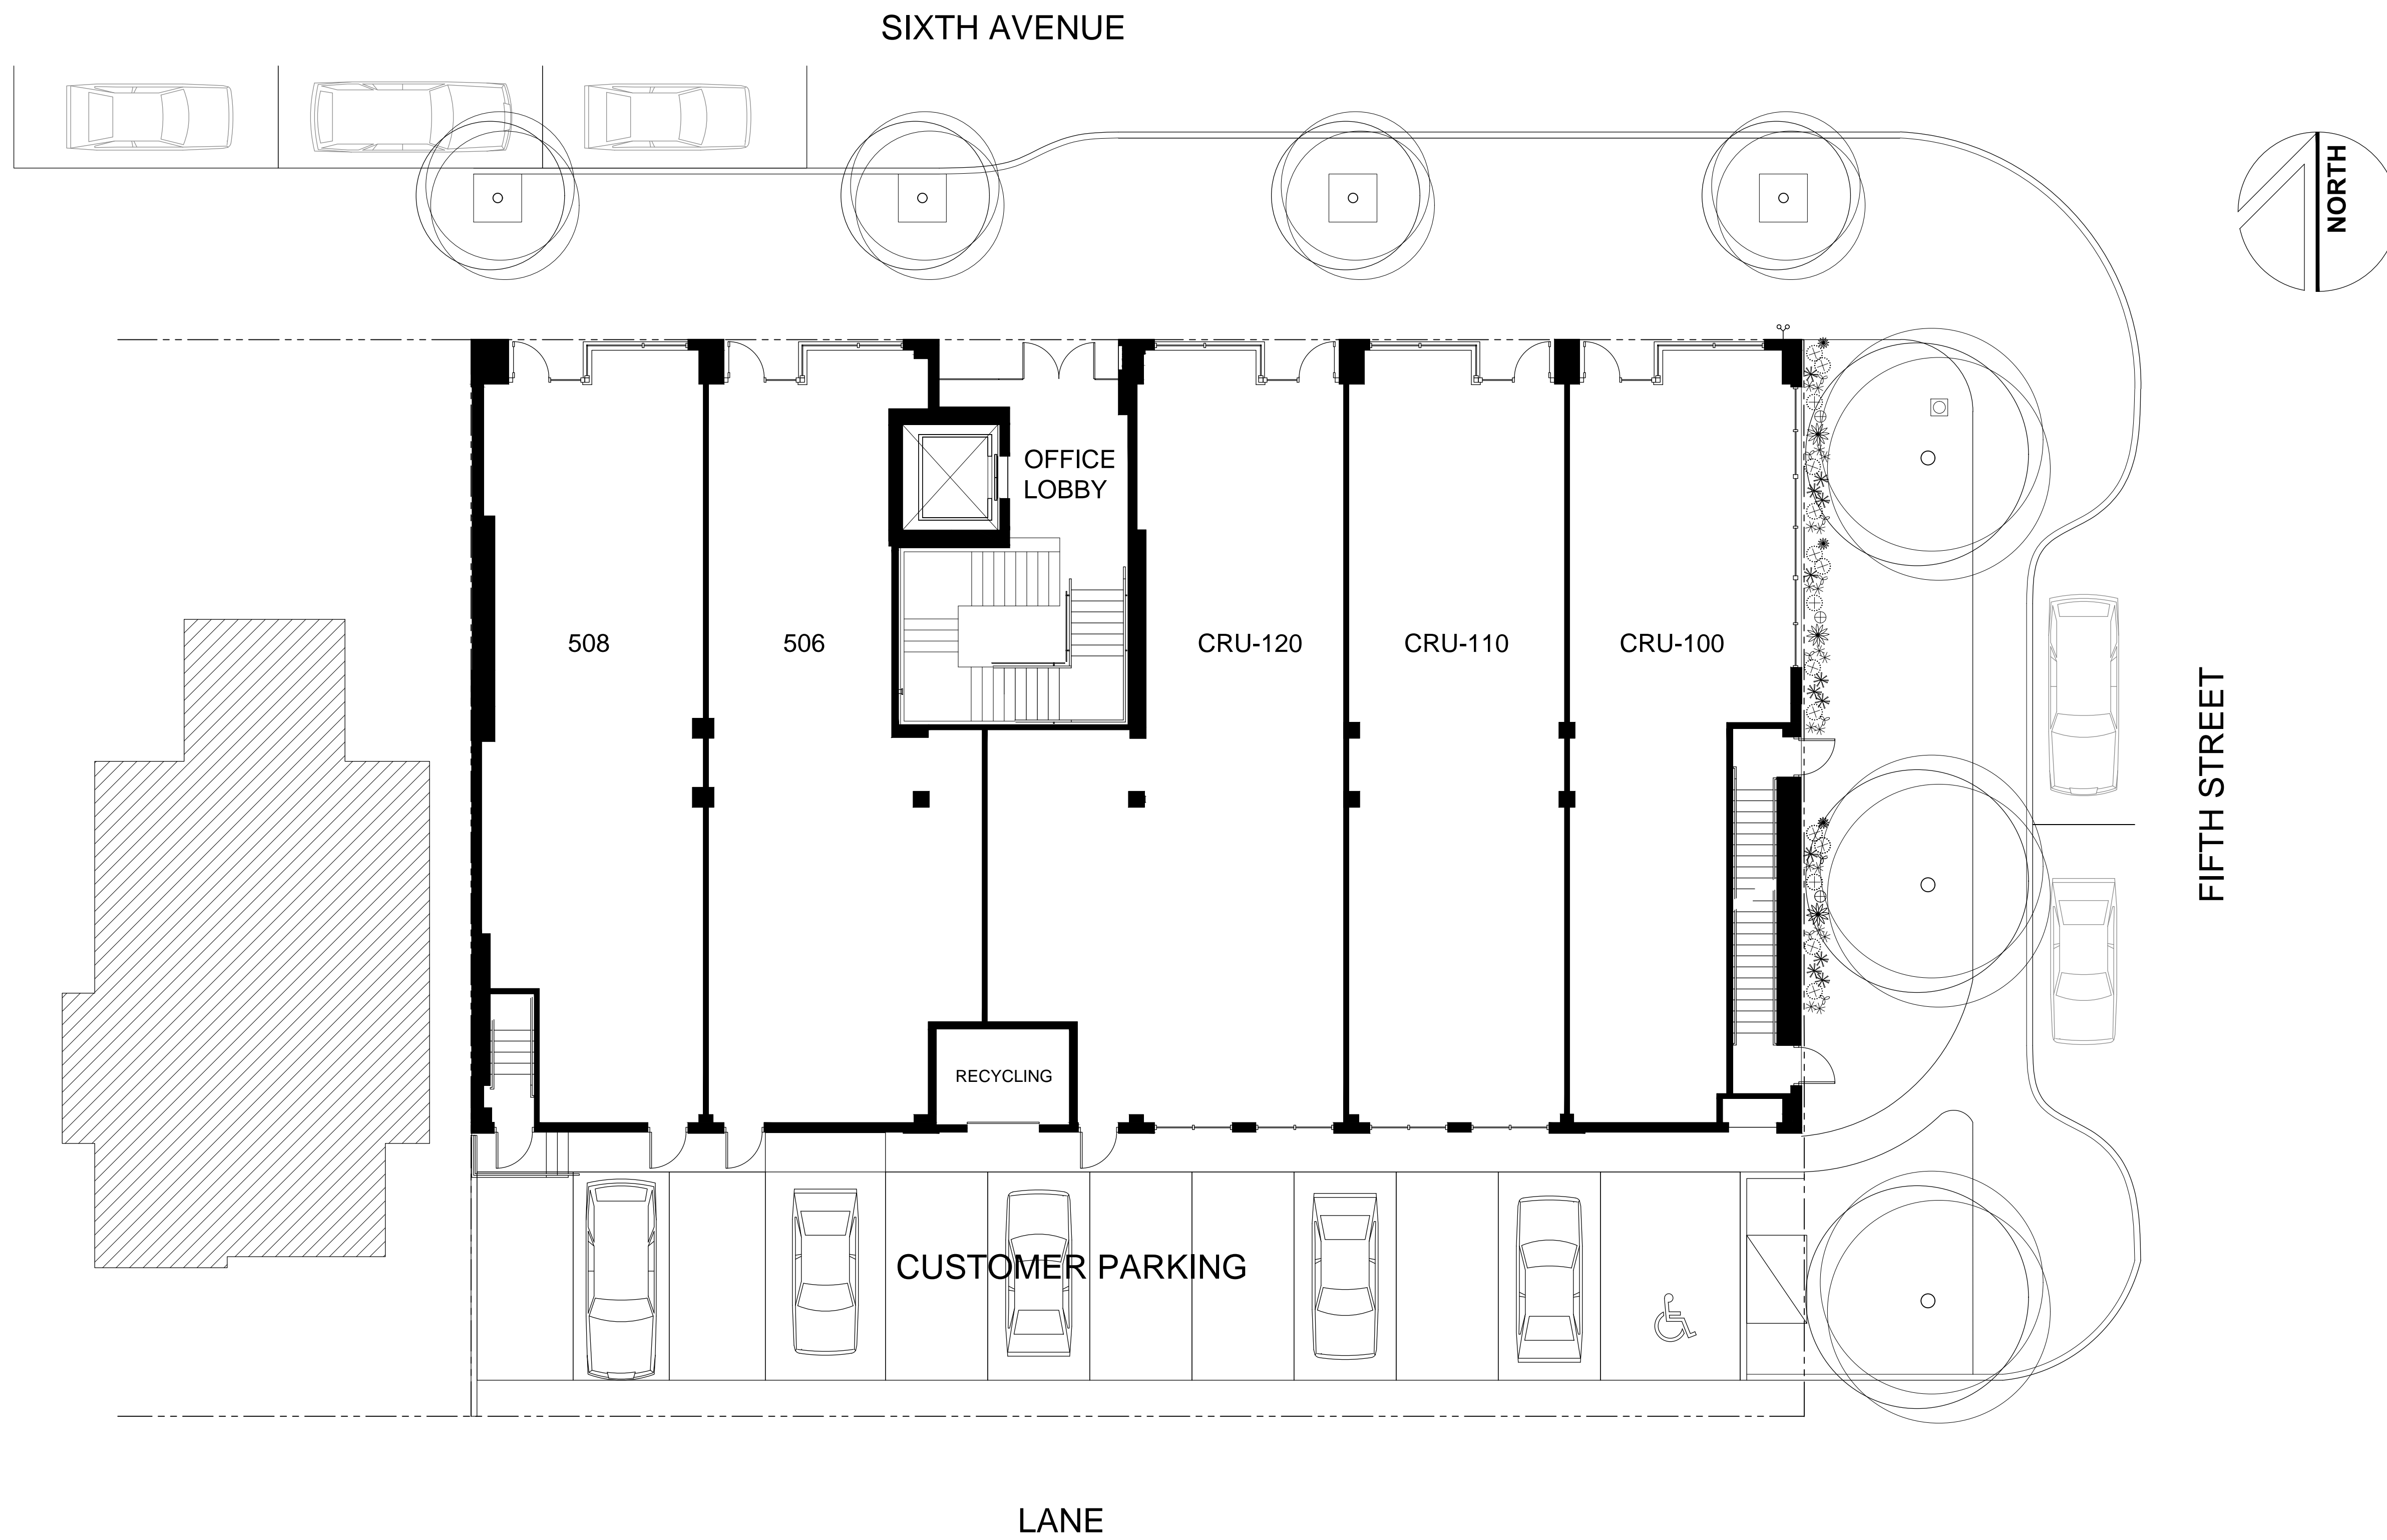 SIXTH AVENUE
NORTH
OFFICE
LOBBY
508
506
CRU-120
CRU-110
CRU-100
FIFTH STREET
RECYCLING
CUSTOMER PARKING
LANE